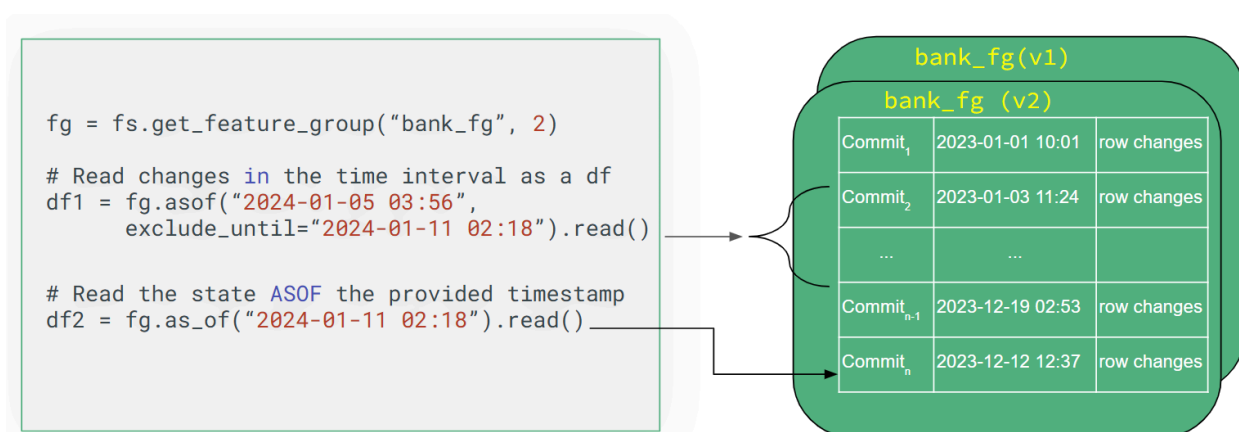 fg = fs.get_feature_group(“bank_fg”, 2)
# Read changes in the time interval as a df
df1 = fg.asof(“2024-01-05 03:56”,
exclude_until=“2024-01-11 02:18”).read()
# Read the state ASOF the provided timestamp
df2 = fg.as_of(“2024-01-11 02:18”).read()
bank_fg(v1)
bank_fg (v2)
Commit1 2023-01-01 10:01 row changes
Commit2 2023-01-03 11:24 row changes
... ...
Commitn-1 2023-12-19 02:53 row changes
Commitn 2023-12-12 12:37 row changes